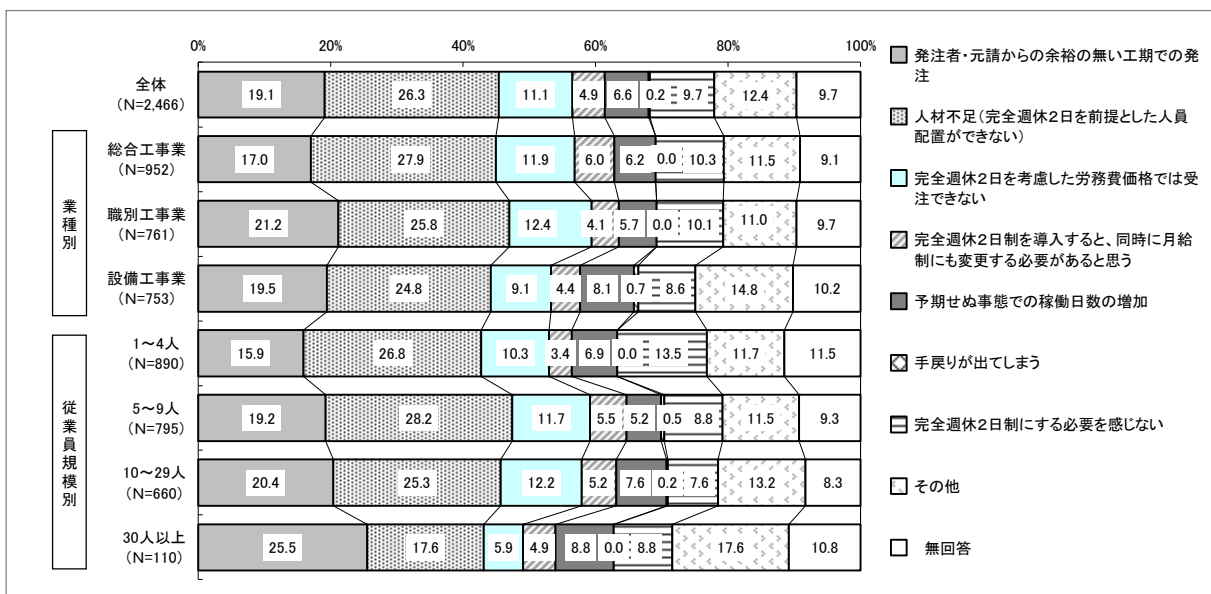 0%
20%
40%
60%
80%
100%
全体
(N=2,466)
19.1
26.3
11.1
4.9
6.6
0.2
9.7
12.4
9.7
業種別
総合工事業
(N=952)
17.0
27.9
11.9
6.0
6.2
0.0
10.3
11.5
9.1
職別工事業
(N=761)
21.2
25.8
12.4
4.1
5.7
0.0
10.1
11.0
9.7
設備工事業
(N=753)
19.5
24.8
9.1
4.4
8.1
0.7
8.6
14.8
10.2
従業員規模別
1～4人
(N=890)
15.9
26.8
10.3
3.4
6.9
0.0
13.5
11.7
11.5
5～9人
(N=795)
19.2
28.2
11.7
5.5
5.2
0.5
8.8
11.5
9.3
10～29人
(N=660)
20.4
25.3
12.2
5.2
7.6
0.2
7.6
13.2
8.3
30人以上
(N=110)
25.5
17.6
5.9
4.9
8.8
0.0
8.8
17.6
10.8
発注者・元請からの余裕の無い工期での発
注
人材不足(完全週休2日を前提とした人員
配置ができない)
完全週休2日を考慮した労務費価格では受
注できない
完全週休2日制を導入すると、同時に月給
制にも変更する必要があると思う
予期せぬ事態での稼働日数の増加
手戻りが出てしまう
完全週休2日制にする必要を感じない
その他
無回答